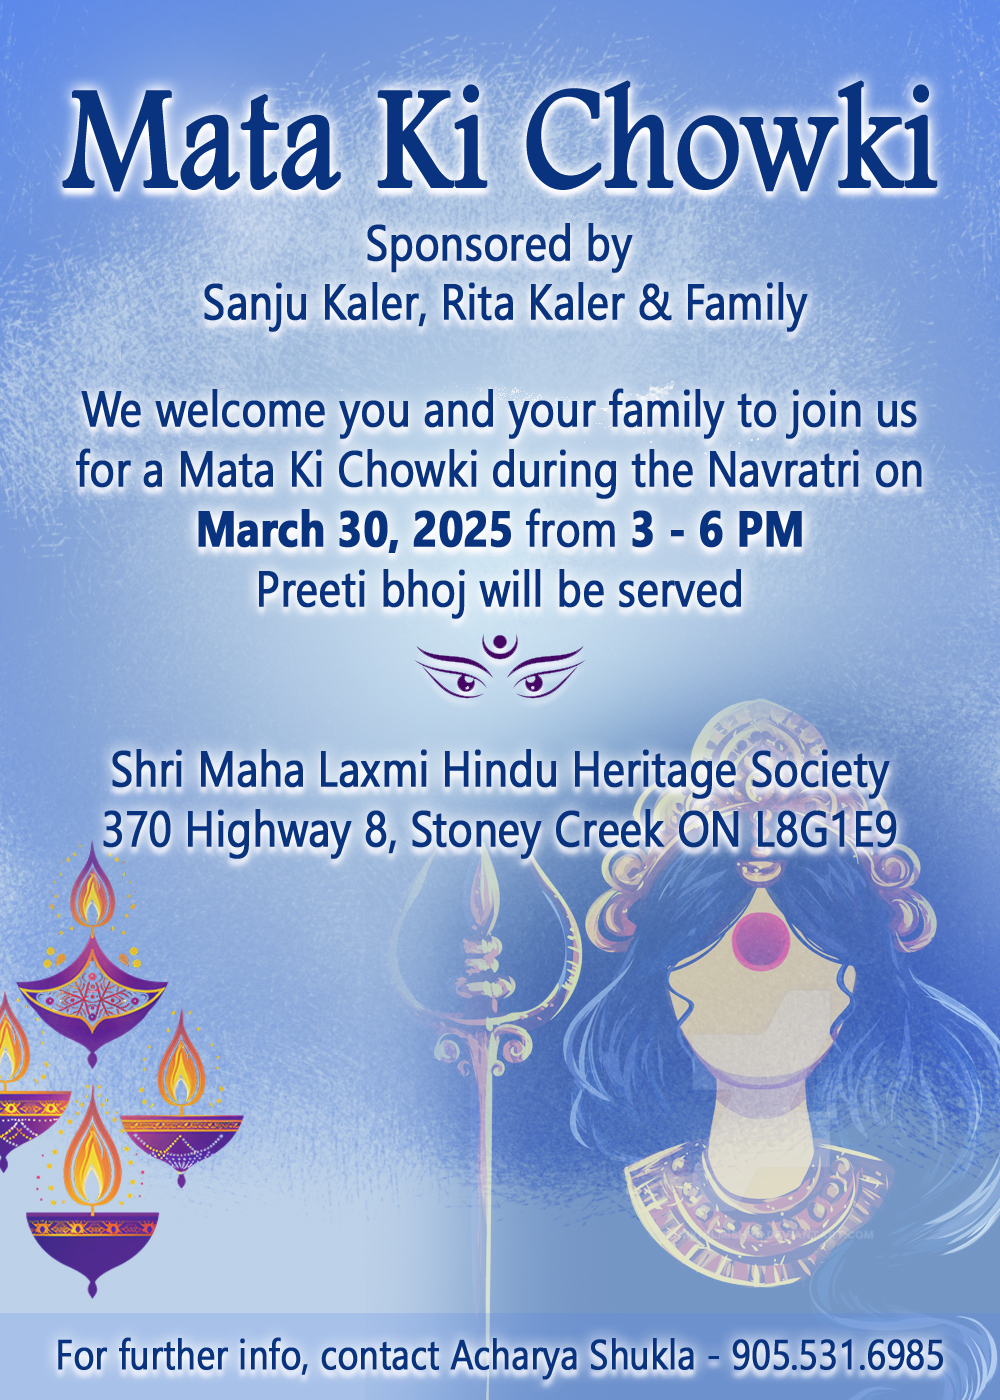 Mata Ki Chowki
Sponsored by
Sanju Kaler, Rita Kaler & Family
We welcome you and your family to join us
for a Mata Ki Chowki during the Navratri on
March 30, 2025 from 3 - 6 PM
Preeti bhoj will be served
Shri Maha Laxmi Hindu Heritage Society
370 Highway 8, Stoney Creek ON L8G1E9
For further info, contact Acharya Shukla - 905.531.6985